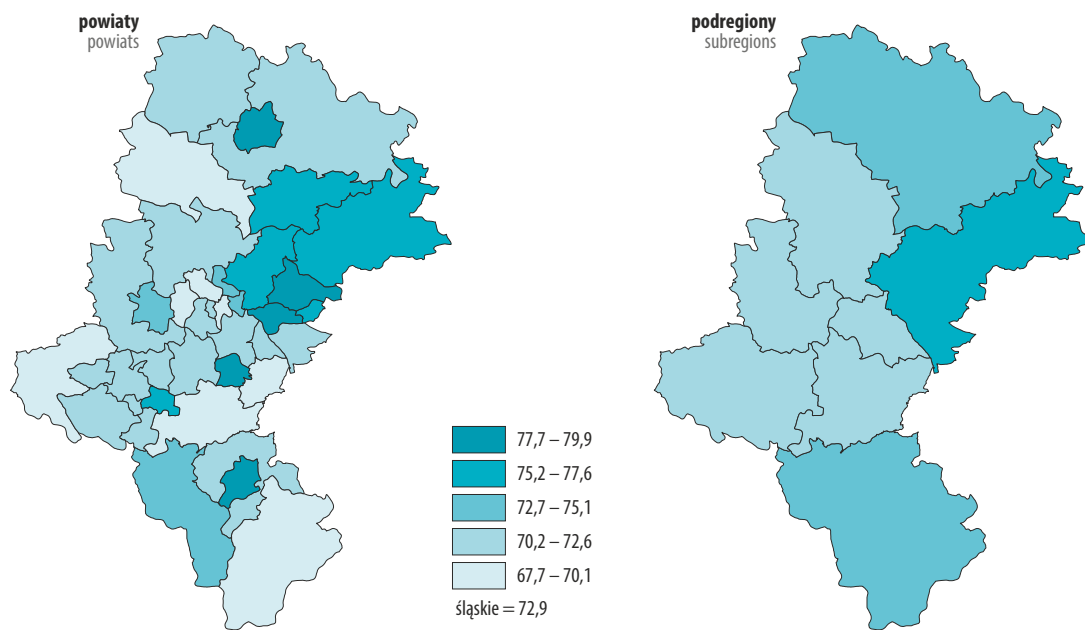 powiaty
powiats
podregiony
subregions
77,7 – 79,9
75,2 – 77,6
72,7 – 75,1
70,2 – 72,6
67,7 – 70,1
śląskie = 72,9